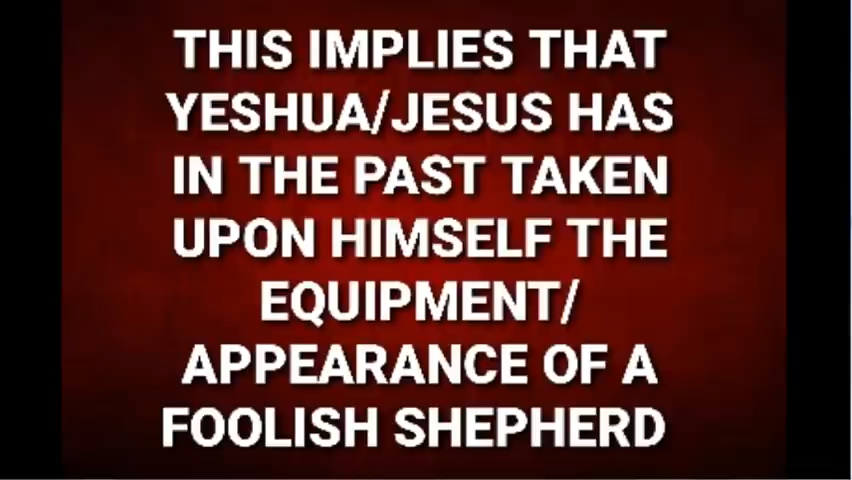 THIS IMPLIES THAT
YESHUA/JESUS HAS
IN THE PAST TAKEN
UPON HIMSELF THE
EQUIPMENT/
APPEARANCE OF A
FOOLISH SHEPHERD